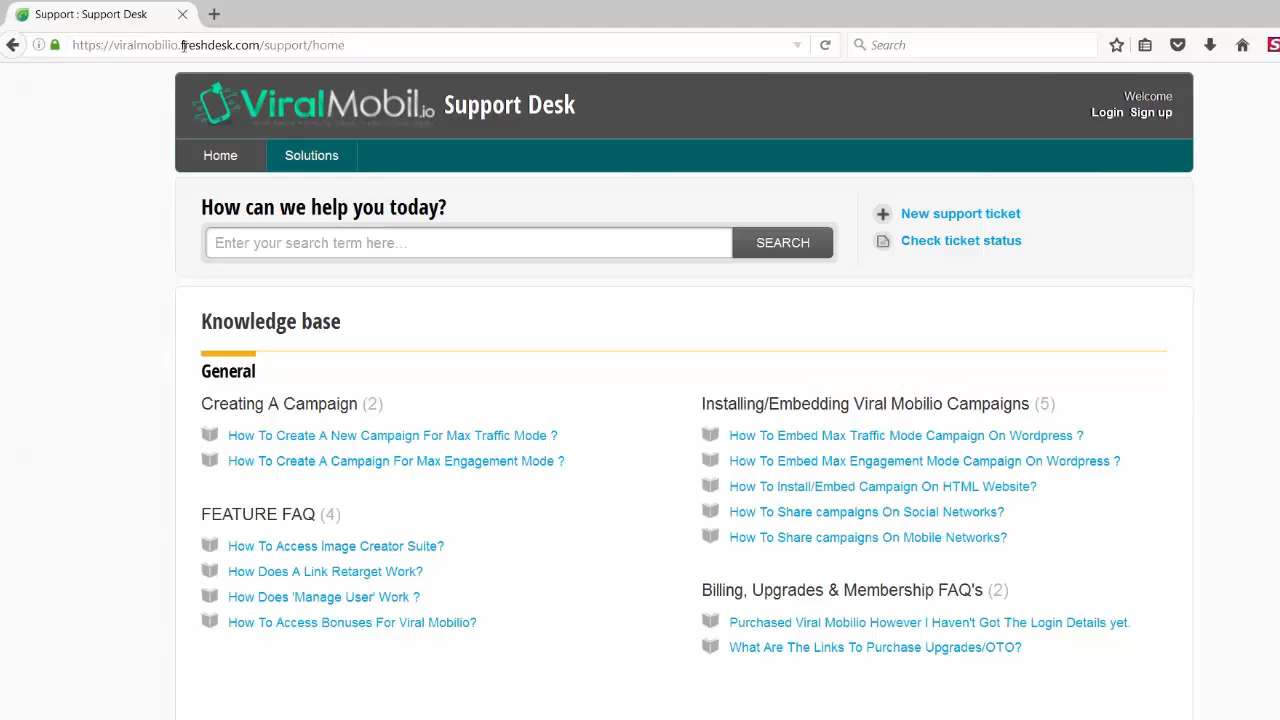 Support : Support Desk
https://viralmobilio.freshdesk.com/support/home
Search
ViralMobil.io Support Desk
Welcome
Login Sign up
Home Solutions
How can we help you today?
Enter your search term here...
SEARCH
New support ticket
Check ticket status
Knowledge base
General
Creating A Campaign (2)
How To Create A New Campaign For Max Traffic Mode ?
How To Create A Campaign For Max Engagement Mode ?
FEATURE FAQ (4)
How To Access Image Creator Suite?
How Does A Link Retarget Work?
How Does 'Manage User' Work ?
How To Access Bonuses For Viral Mobilio?
Installing/Embedding Viral Mobilio Campaigns (5)
How To Embed Max Traffic Mode Campaign On Wordpress ?
How To Embed Max Engagement Mode Campaign On Wordpress ?
How To Install/Embed Campaign On HTML Website?
How To Share campaigns On Social Networks?
How To Share campaigns On Mobile Networks?
Billing, Upgrades & Membership FAQ's (2)
Purchased Viral Mobilio However I Haven't Got The Login Details yet.
What Are The Links To Purchase Upgrades/OTO?